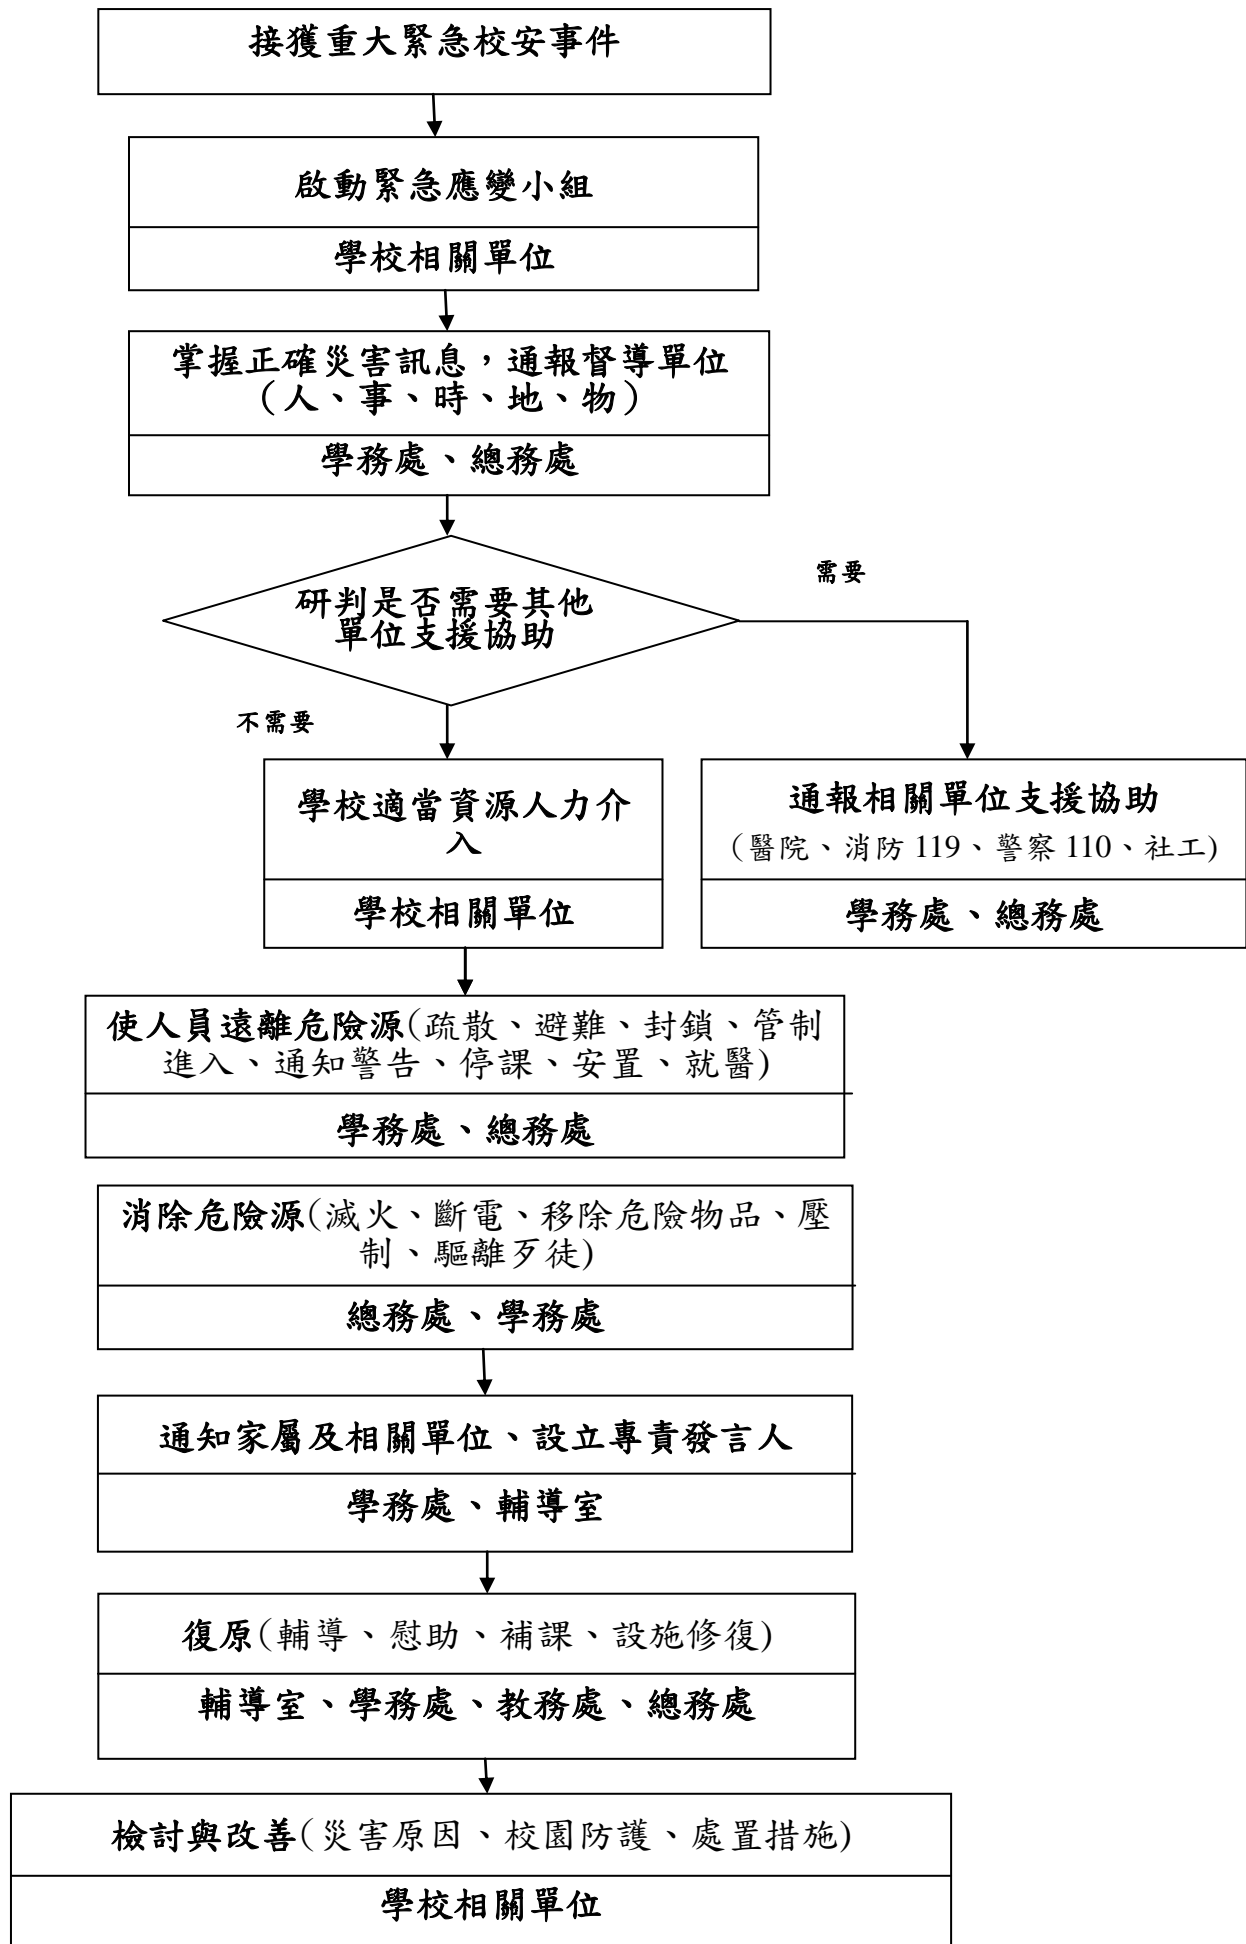 接獲重大緊急校安事件
啟動緊急應變小組
學校相關單位
掌握正確災害訊息，通報督導單位
（人、事、時、地、物）
學務處、總務處
研判是否需要其他
單位支援協助
需要
不需要
學校適當資源人力介
入
學校相關單位
通報相關單位支援協助
（醫院、消防 119、警察 110、社工)
學務處、總務處
使人員遠離危險源(疏散、避難、封鎖、管制
進入、通知警告、停課、安置、就醫)
學務處、總務處
消除危險源(滅火、斷電、移除危險物品、壓
制、驅離歹徒)
總務處、學務處
通知家屬及相關單位、設立專責發言人
學務處、輔導室
復原(輔導、慰助、補課、設施修復)
輔導室、學務處、教務處、總務處
檢討與改善(災害原因、校園防護、處置措施)
學校相關單位